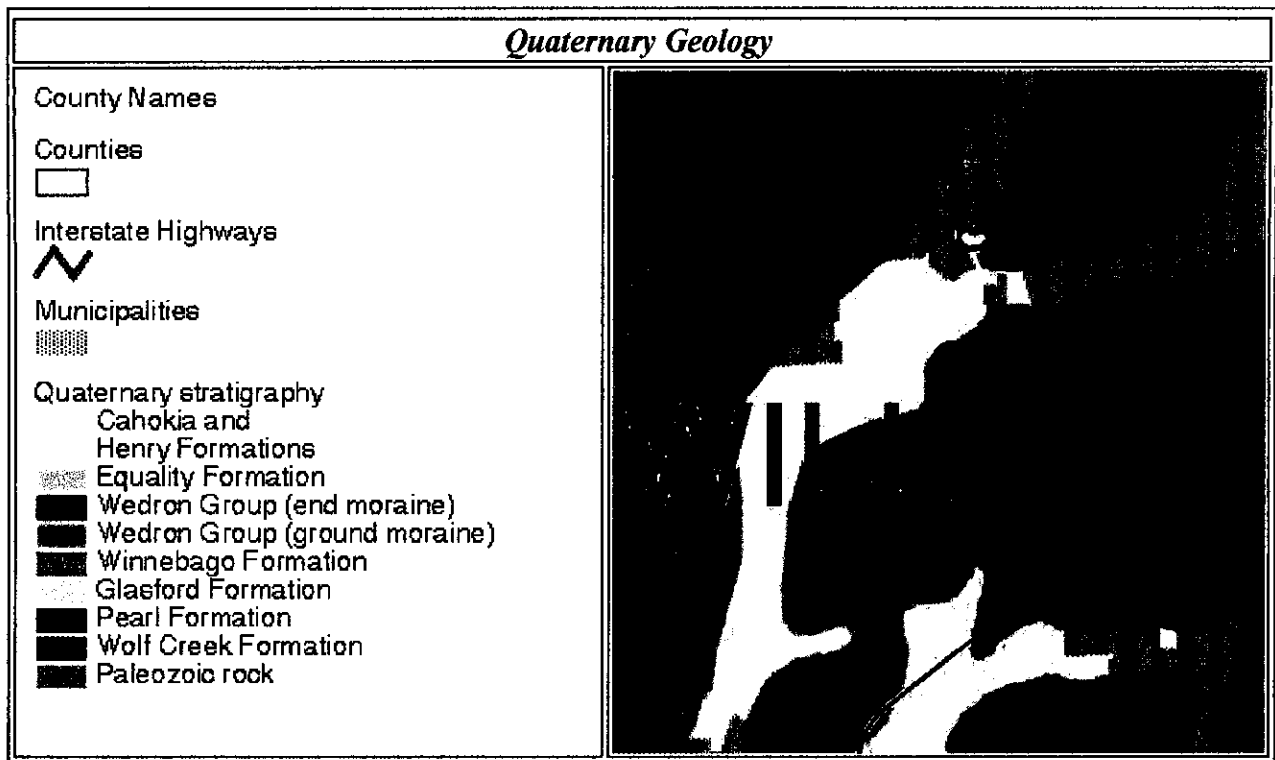 Quaternary Geology
County Names
Counties
Interstate Highways
Municipalities
Quaternary stratigraphy
Cahokia and
Henry Formations
Equality Formation
Wedron Group (end moraine)
Wedron Group (ground moraine)
Winnebago Formation
Glasford Formation
Pearl Formation
Wolf Creek Formation
Paleozoic rock